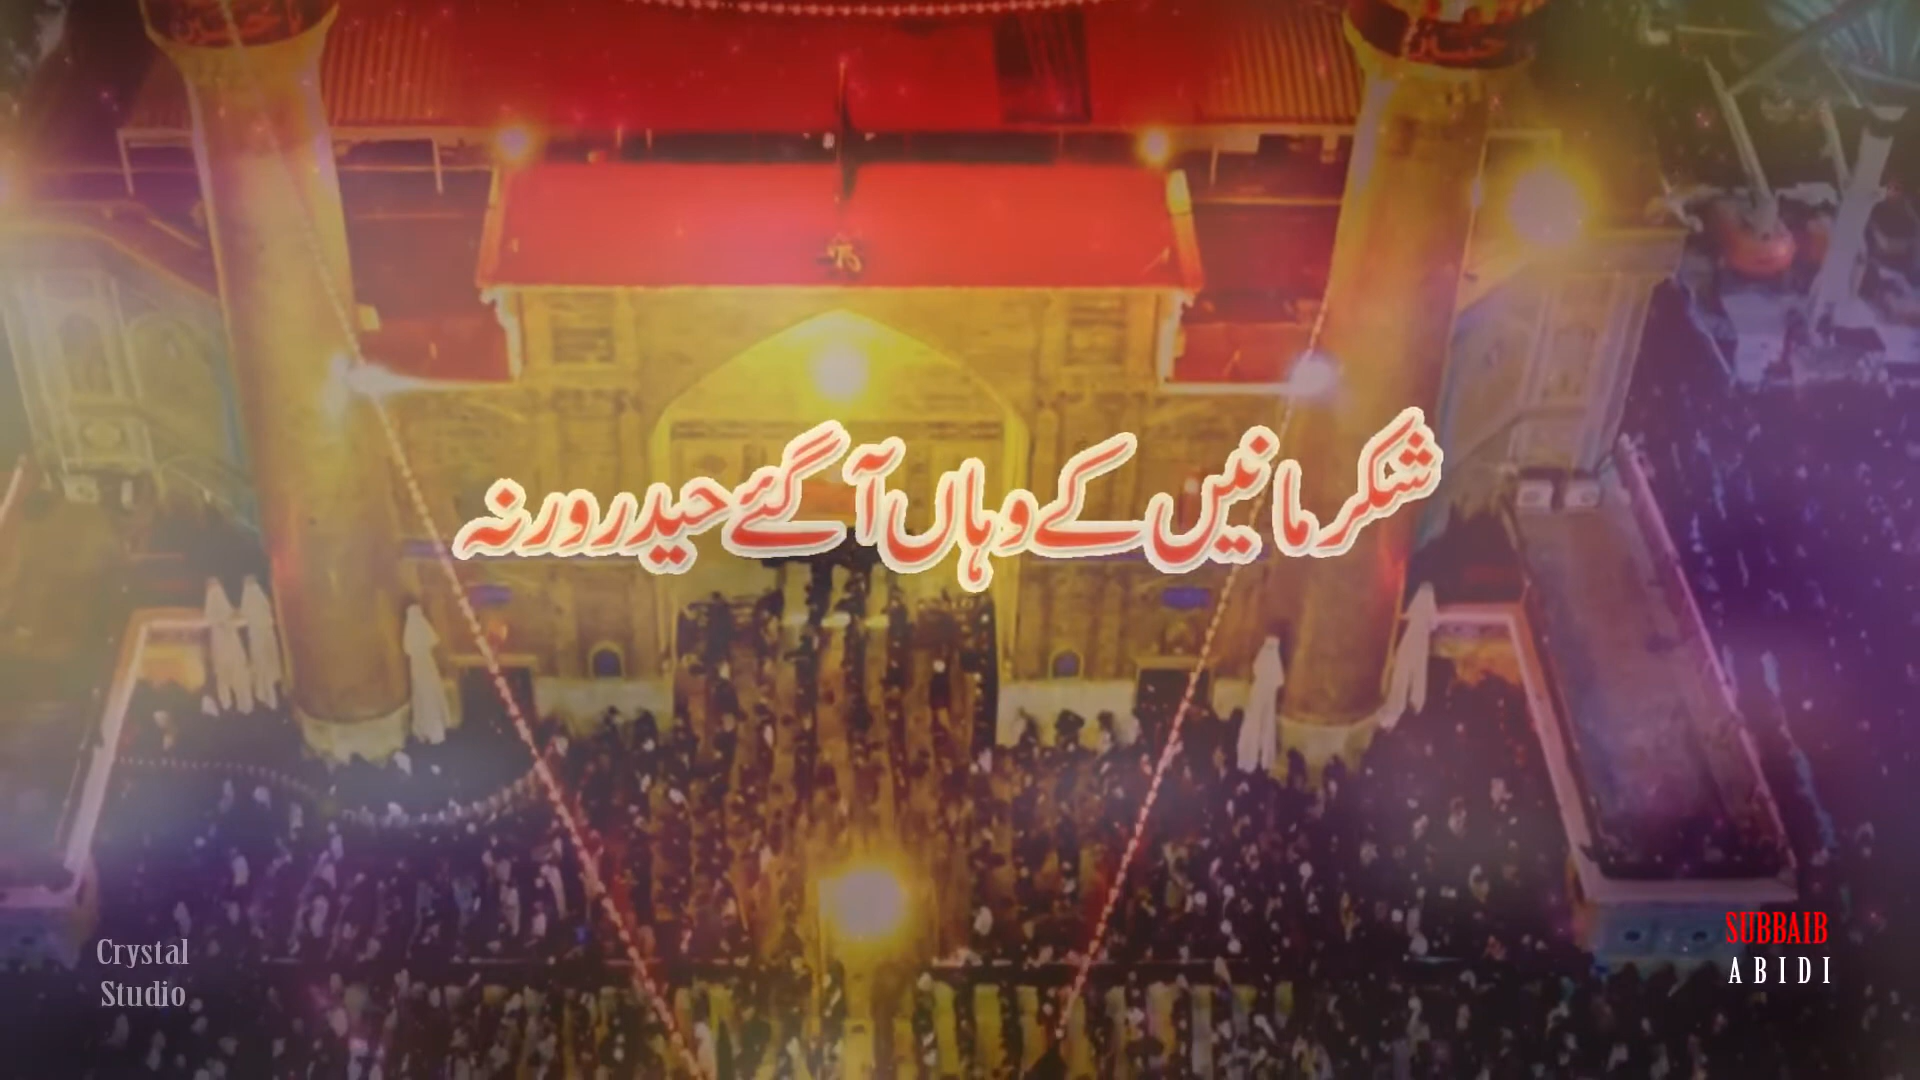 شکر مانیں کے وہاں آ گئے حیدر ورنہ
Crystal
Studio
SUBBAIB
ABIDI